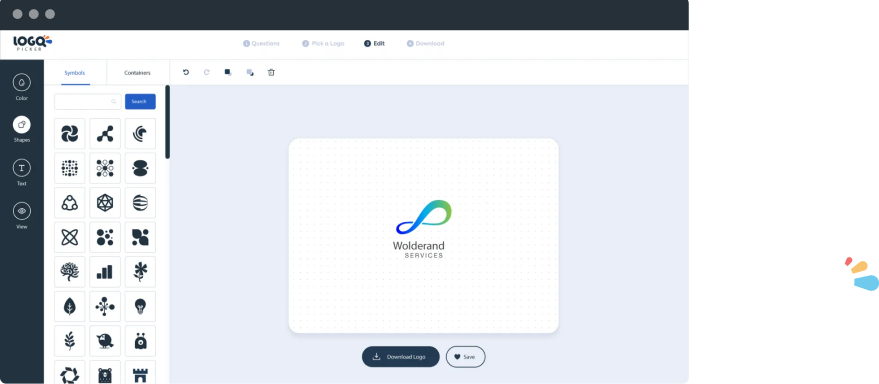 LOGO
PICKER
1 Questions
2 Pick a Logo
3 Edit
4 Download
Color
Shapes
T
Text
View
Symbols
Containers
Search
Wolderand
SERVICES
Download Logo
Save